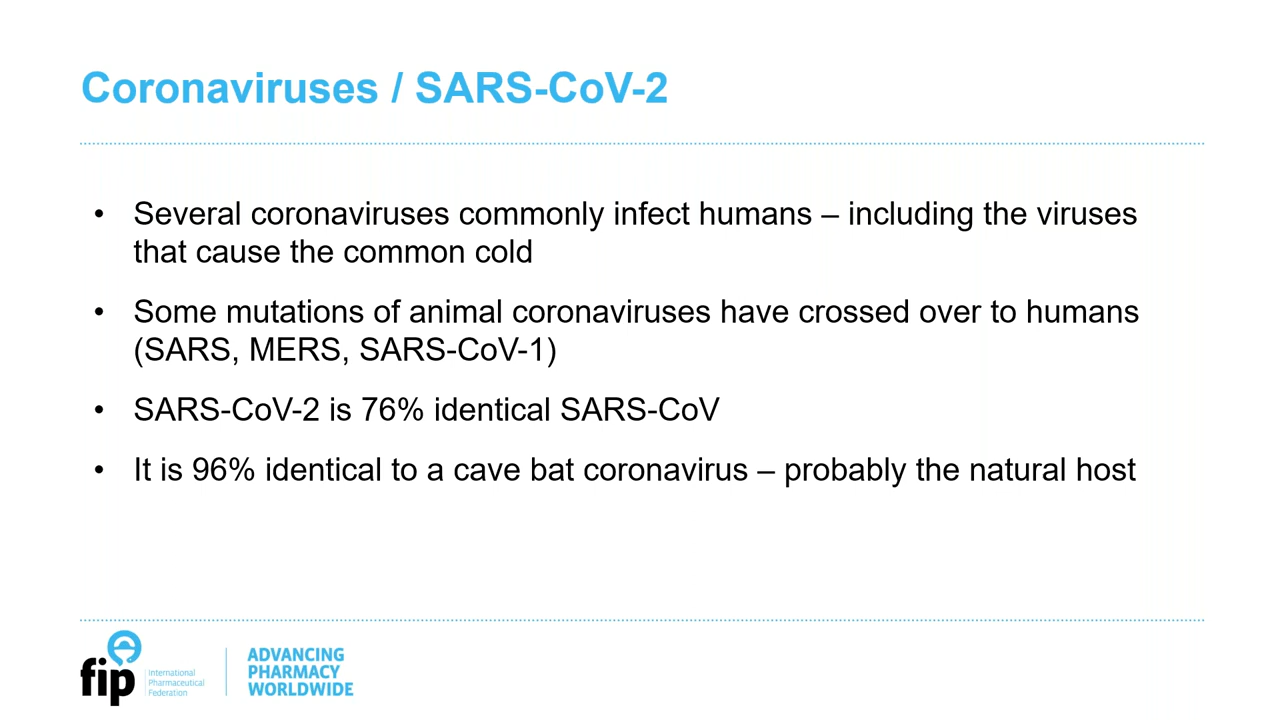 Coronaviruses / SARS-CoV-2
• Several coronaviruses commonly infect humans – including the viruses
that cause the common cold
• Some mutations of animal coronaviruses have crossed over to humans
(SARS, MERS, SARS-CoV-1)
• SARS-CoV-2 is 76% identical SARS-CoV
• It is 96% identical to a cave bat coronavirus – probably the natural host
fip
International
Pharmaceutical
Federation
ADVANCING
PHARMACY
WORLDWIDE